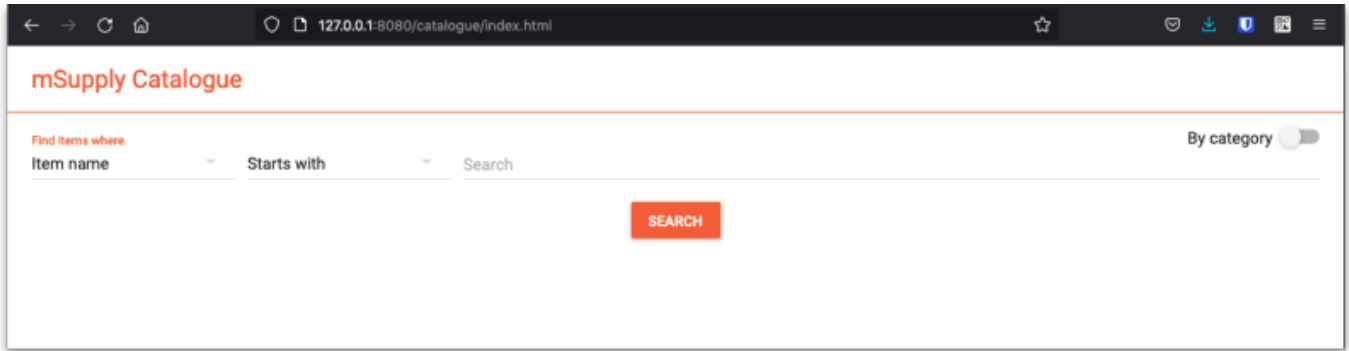 127.0.0.1:8080/catalogue/index.html
mSupply Catalogue
Find items where
By category
Item name
Starts with
Search
SEARCH